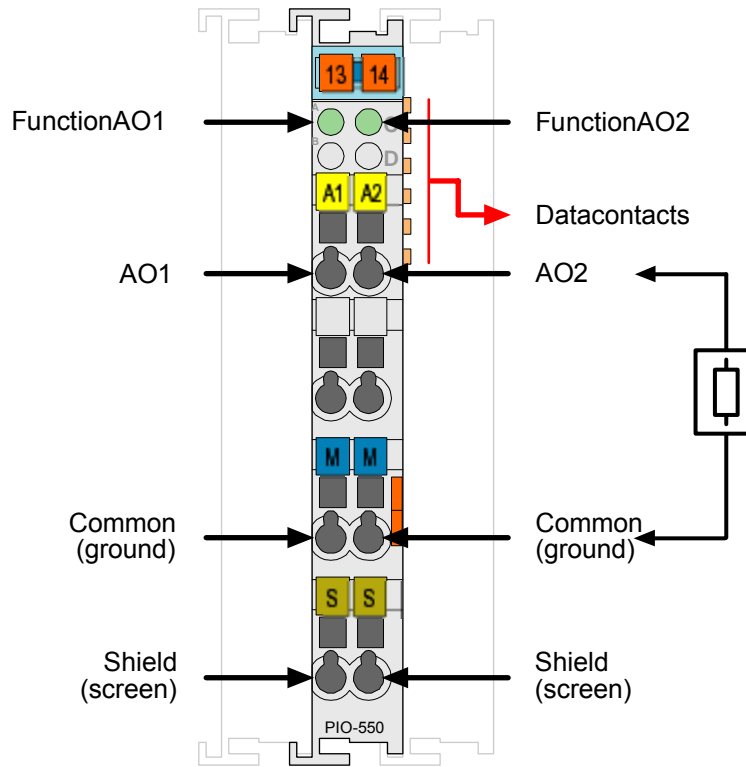 13 14
A
FunctionAO1
FunctionAO2
C
B
D
A1 A2
Datacontacts
AO1
AO2
M M
Common
(ground)
Common
(ground)
S S
Shield
(screen)
Shield
(screen)
PIO-550